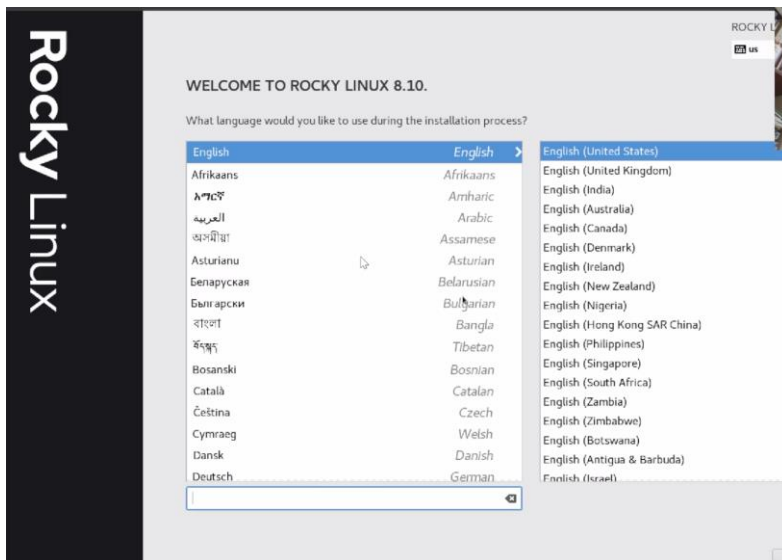 Rocky Linux
ROCKY L
us
WELCOME TO ROCKY LINUX 8.10.
What language would you like to use during the installation process?
English English
Afrikaans Afrikaans
አማርኛ Amharic
العربية Arabic
অসমীয়া Assamese
Asturianu Asturian
Беларуская Belarusian
Български Bulgarian
বাংলা Bangla
བོད་སྐད་ Tibetan
Bosanski Bosnian
Català Catalan
Čeština Czech
Cymraeg Welsh
Dansk Danish
Deutsch German
English (United States)
English (United Kingdom)
English (India)
English (Australia)
English (Canada)
English (Denmark)
English (Ireland)
English (New Zealand)
English (Nigeria)
English (Hong Kong SAR China)
English (Philippines)
English (Singapore)
English (South Africa)
English (Zambia)
English (Zimbabwe)
English (Botswana)
English (Antigua & Barbuda)
English (Israel)